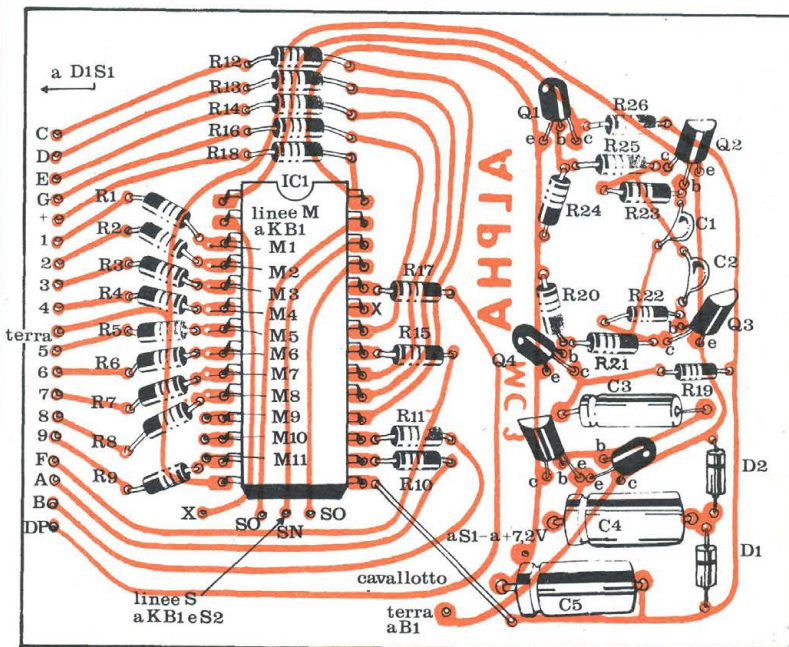 a D1S1
R12
R13
R14
R16
R18
C
D
E
G
+
1
2
3
4
terra
5
6
7
8
9
F
A
B
DP
R1
R2
R3
R4
R5
R6
R7
R8
R9
IC1
linee M
a KB1
M1
M2
M3
M4
M5
M6
M7
M8
M9
M10
M11
X
SO
SN
SO
linee S
a KB1 e S2
cavallotto
terra
a B1
R17
X
R15
R11
R10
ALPHA
WC 3
Q1
e
b
c
R26
R25
R24
R23
c
b
e
Q2
C1
C2
R20
R22
R21
b
c
e
Q3
Q4
b
e
c
R19
C3
c
b
e
b
e
c
D2
D1
C4
aS1-a+7,2V
C5